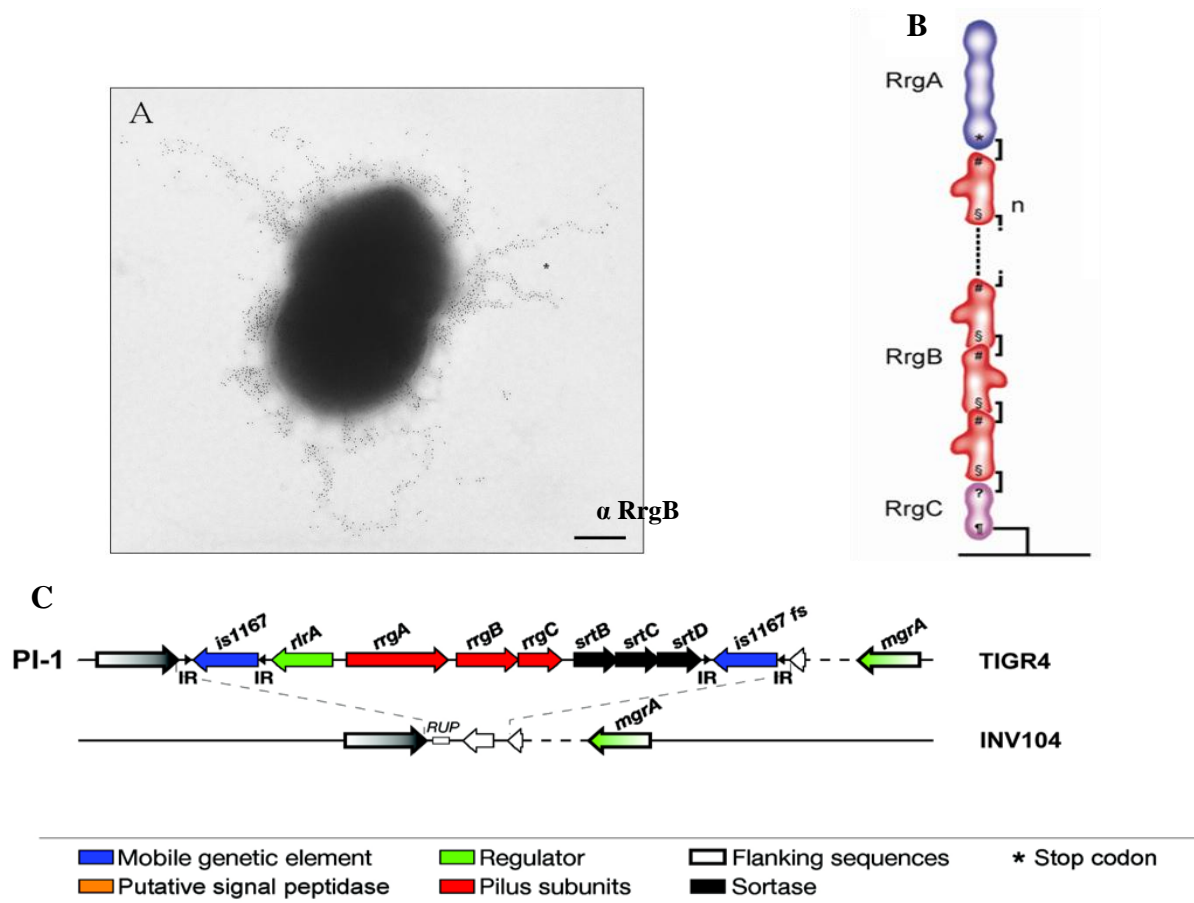 A
*
α RrgB
B
RrgA
*
]
#
n
§
#
§
]
RrgB
#
§
]
#
§
]
RrgC
?
¶
C
PI-1
is1167
rlrA
rrgA
rrgB
rrgC
srtB
srtC
srtD
is1167 fs
mgrA
TIGR4
IR
IR
IR
IR
RUP
mgrA
INV104
Mobile genetic element
Regulator
Flanking sequences
* Stop codon
Putative signal peptidase
Pilus subunits
Sortase